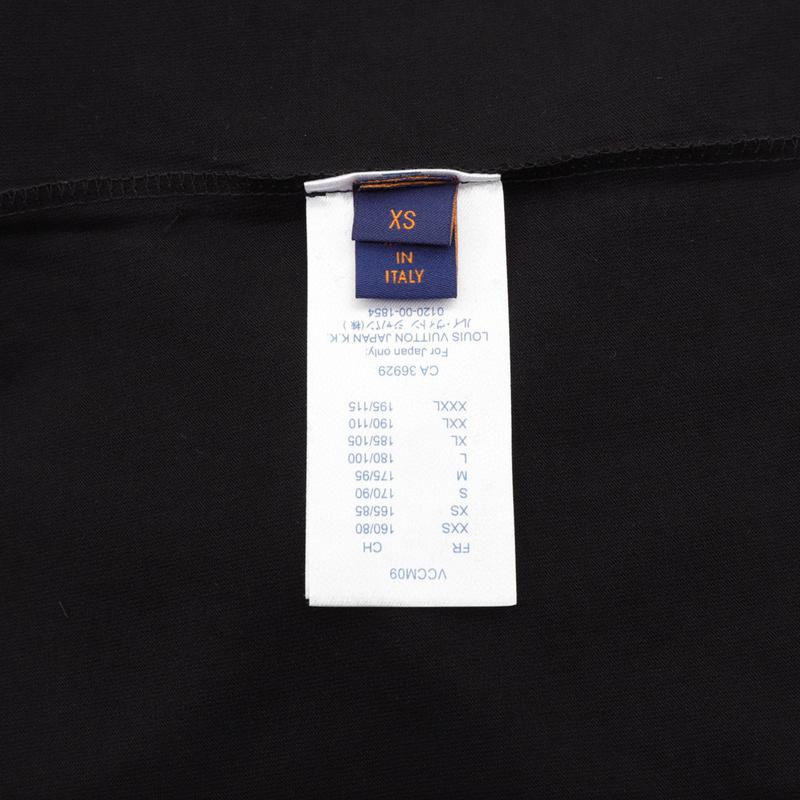 XS
IN
ITALY
VCCM09
FR CH
XXS 160/80
XS 165/85
S 170/90
M 175/95
L 180/100
XL 185/105
XXL 190/110
XXXL 195/115
CA 36929
For Japan only:
LOUIS VUITTON JAPAN K.K.
ルイ・ヴィトン ジャパン(株)
0120-00-1854